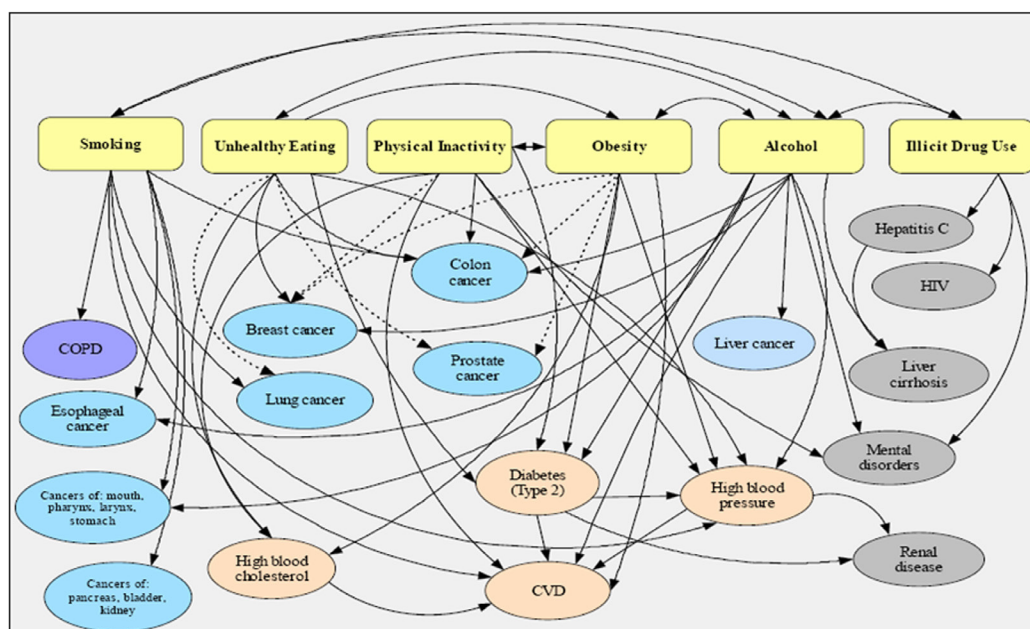 Smoking
Unhealthy Eating
Physical Inactivity
Obesity
Alcohol
Illicit Drug Use
Hepatitis C
Colon
cancer
HIV
Breast cancer
Liver cancer
COPD
Prostate
cancer
Liver
cirrhosis
Lung cancer
Esophageal
cancer
Mental
disorders
Diabetes
(Type 2)
High blood
pressure
Cancers of: mouth,
pharynx, larynx,
stomach
High blood
cholesterol
Renal
disease
CVD
Cancers of:
pancreas, bladder,
kidney